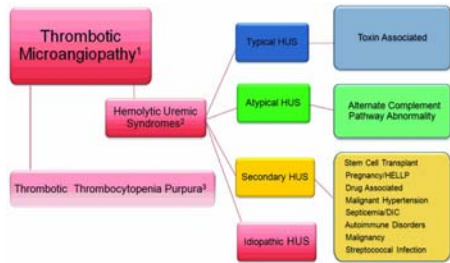 Thrombotic
Microangiopathy¹
Hemolytic Uremic
Syndromes²
Thrombotic Thrombocytopenia Purpura³
Typical HUS
Atypical HUS
Secondary HUS
Idiopathic HUS
Toxin Associated
Alternate Complement
Pathway Abnormality
Stem Cell Transplant
Pregnancy/HELLP
Drug Associated
Malignant Hypertension
Septicemia/DIC
Autoimmune Disorders
Malignancy
Streptococcal Infection